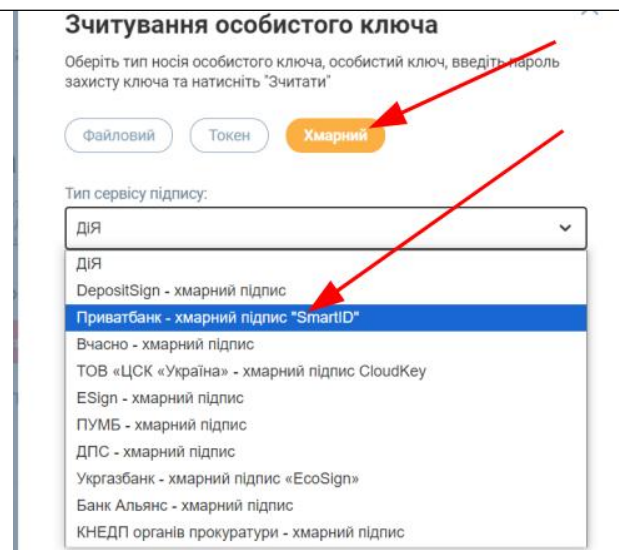 Зчитування особистого ключа
Оберіть тип носія особистого ключа, особистий ключ, введіть пароль
захисту ключа та натисніть "Зчитати"
Файловий Токен Хмарний
Тип сервісу підпису:
ДІЯ
ДІЯ
DepositSign - хмарний підпис
Приватбанк - хмарний підпис "SmartID"
Вчасно - хмарний підпис
ТОВ «ЦСК «Україна» - хмарний підпис CloudKey
ESign - хмарний підпис
ПУМБ - хмарний підпис
ДПС - хмарний підпис
Укргазбанк - хмарний підпис «EcoSign»
Банк Альянс - хмарний підпис
КНЕДП органів прокуратури - хмарний підпис